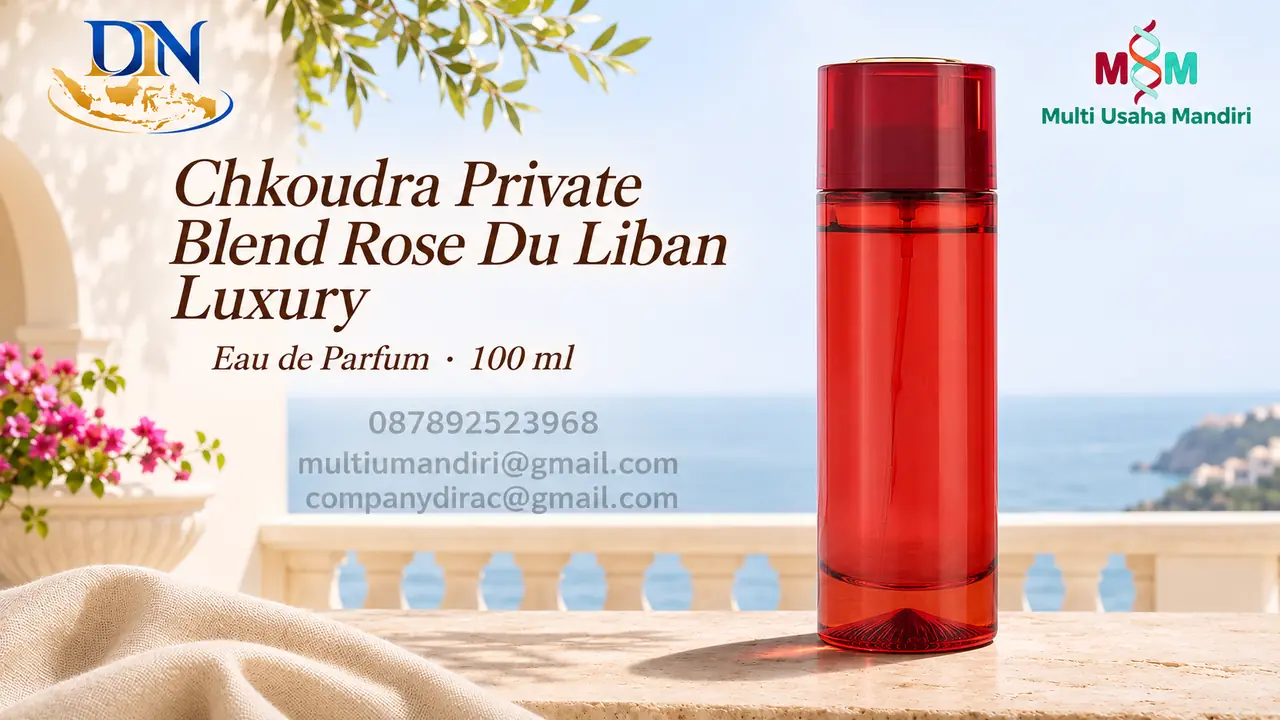 DN
M M
Multi Usaha Mandiri
Chkoudra Private
Blend Rose Du Liban
Luxury
Eau de Parfum · 100 ml
087892523968
multiumandiri@gmail.com
companydirac@gmail.com